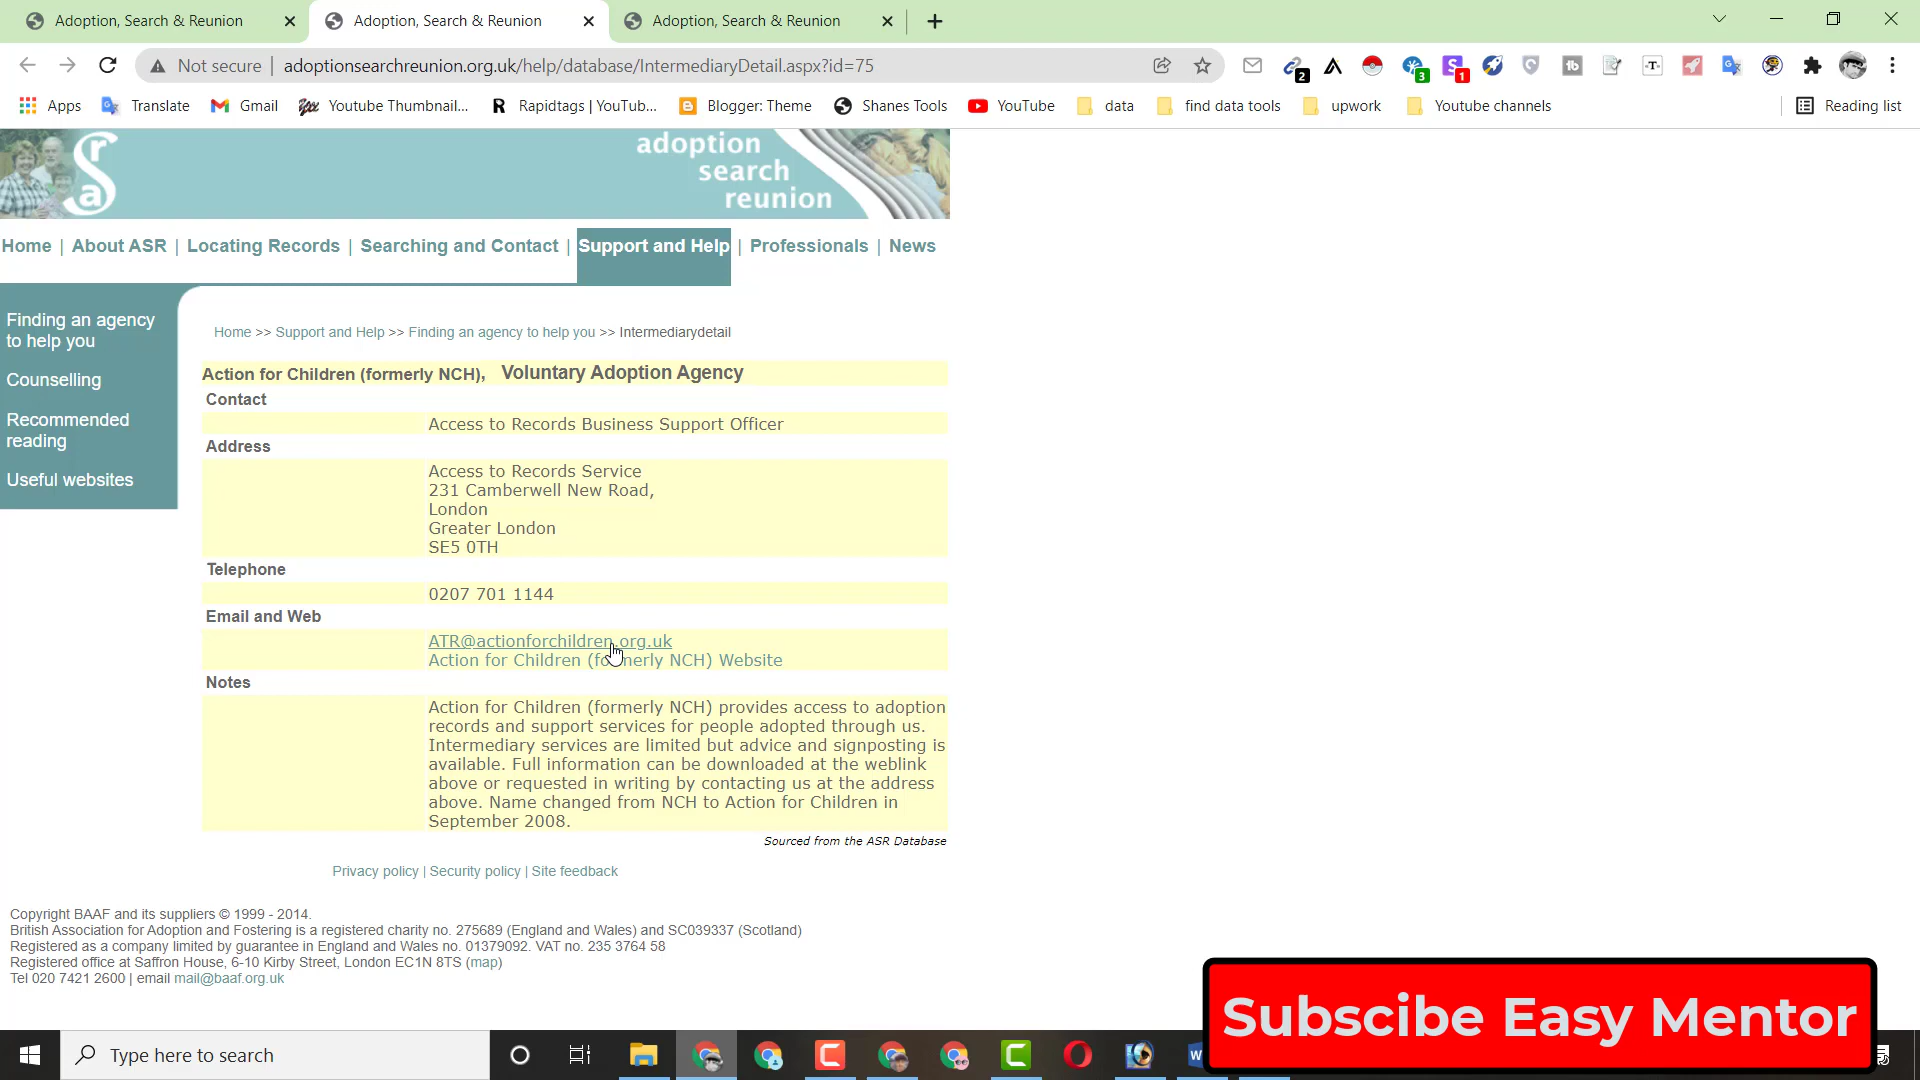 Adoption, Search & Reunion
Adoption, Search & Reunion
Adoption, Search & Reunion
Not secure | adoptionsearchreunion.org.uk/help/database/IntermediaryDetail.aspx?id=75
2
3
1
Apps
Translate
Gmail
Youtube Thumbnail...
Rapidtags | YouTub...
Blogger: Theme
Shanes Tools
YouTube
data
find data tools
upwork
Youtube channels
Reading list
adoption
search
reunion
Home | About ASR | Locating Records | Searching and Contact | Support and Help | Professionals | News
Finding an agency
to help you
Counselling
Recommended
reading
Useful websites
Home >> Support and Help >> Finding an agency to help you >> Intermediarydetail
Action for Children (formerly NCH), Voluntary Adoption Agency
Contact
Access to Records Business Support Officer
Address
Access to Records Service
231 Camberwell New Road,
London
Greater London
SE5 0TH
Telephone
0207 701 1144
Email and Web
ATR@actionforchildren.org.uk
Action for Children (formerly NCH) Website
Notes
Action for Children (formerly NCH) provides access to adoption
records and support services for people adopted through us.
Intermediary services are limited but advice and signposting is
available. Full information can be downloaded at the weblink
above or requested in writing by contacting us at the address
above. Name changed from NCH to Action for Children in
September 2008.
Sourced from the ASR Database
Privacy policy | Security policy | Site feedback
Copyright BAAF and its suppliers © 1999 - 2014.
British Association for Adoption and Fostering is a registered charity no. 275689 (England and Wales) and SC039337 (Scotland)
Registered as a company limited by guarantee in England and Wales no. 01379092. VAT no. 235 3764 58
Registered office at Saffron House, 6-10 Kirby Street, London EC1N 8TS (map)
Tel 020 7421 2600 | email mail@baaf.org.uk
Subscibe Easy Mentor
Type here to search